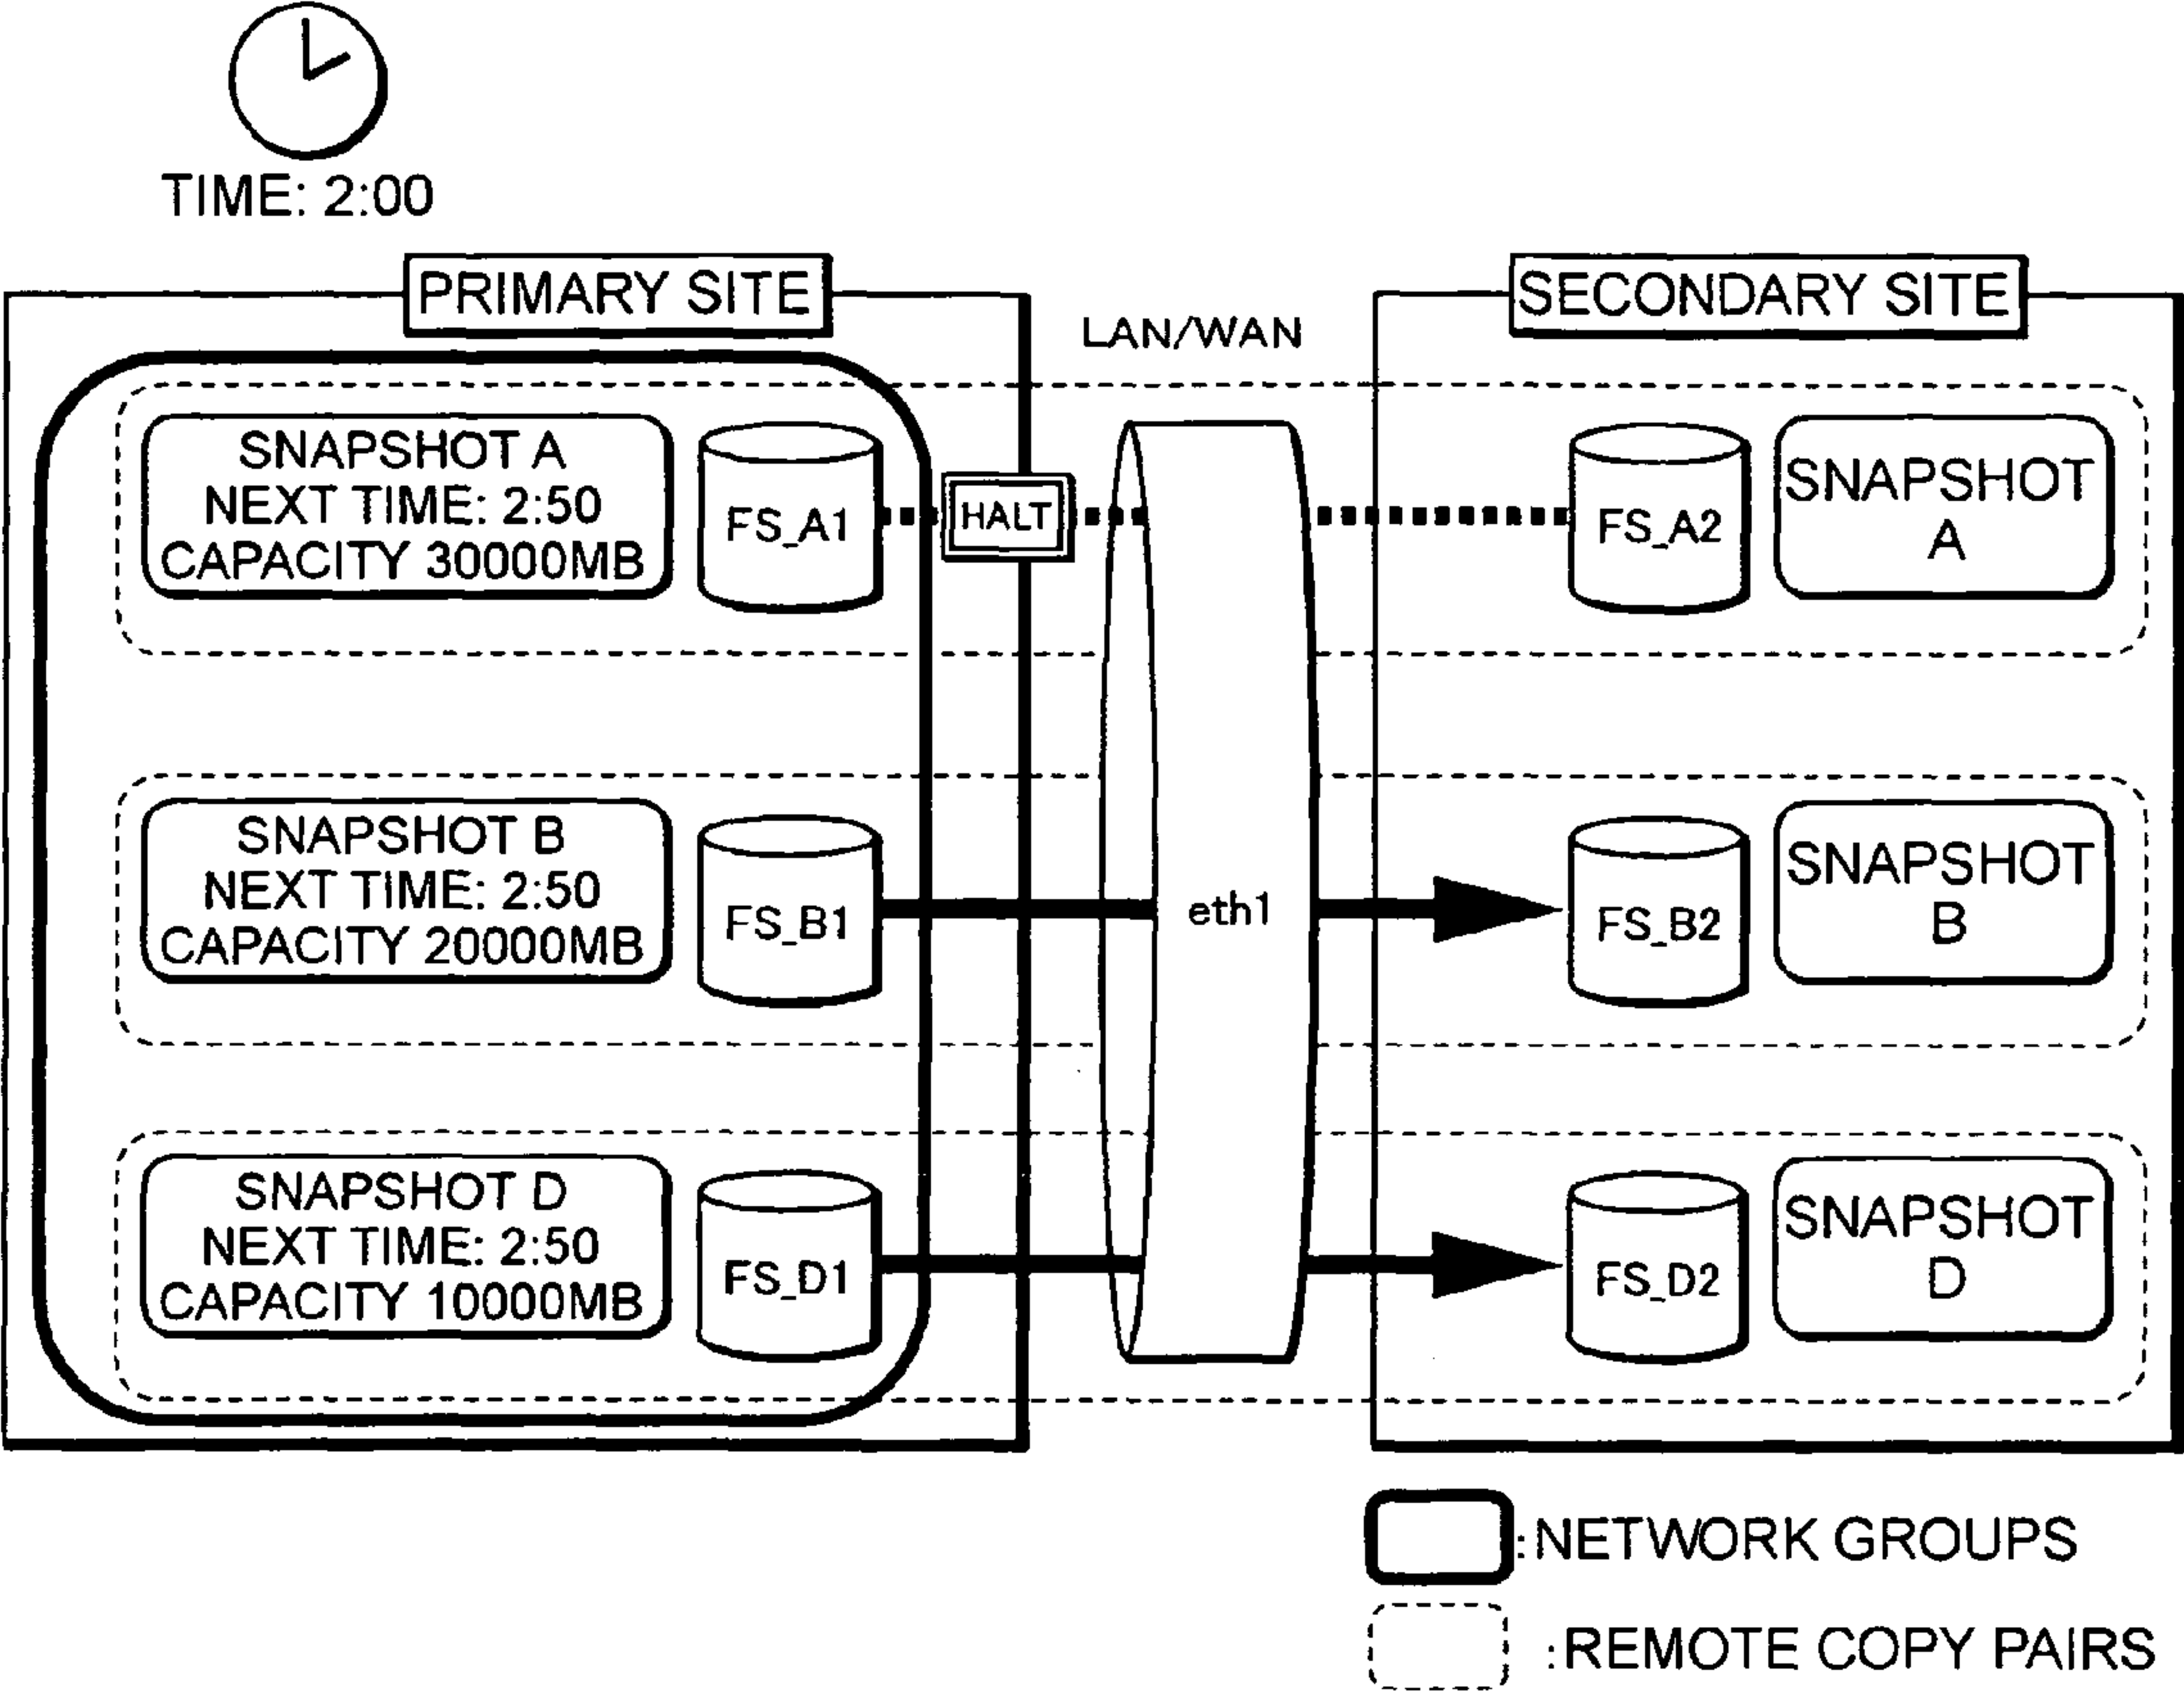 TIME: 2:00
PRIMARY SITE
SECONDARY SITE
LAN/WAN
SNAPSHOT A
NEXT TIME: 2:50
CAPACITY 30000MB
FS_A1
HALT
FS_A2
SNAPSHOT
A
SNAPSHOT B
NEXT TIME: 2:50
CAPACITY 20000MB
FS_B1
eth1
FS_B2
SNAPSHOT
B
SNAPSHOT D
NEXT TIME: 2:50
CAPACITY 10000MB
FS_D1
FS_D2
SNAPSHOT
D
:NETWORK GROUPS
:REMOTE COPY PAIRS